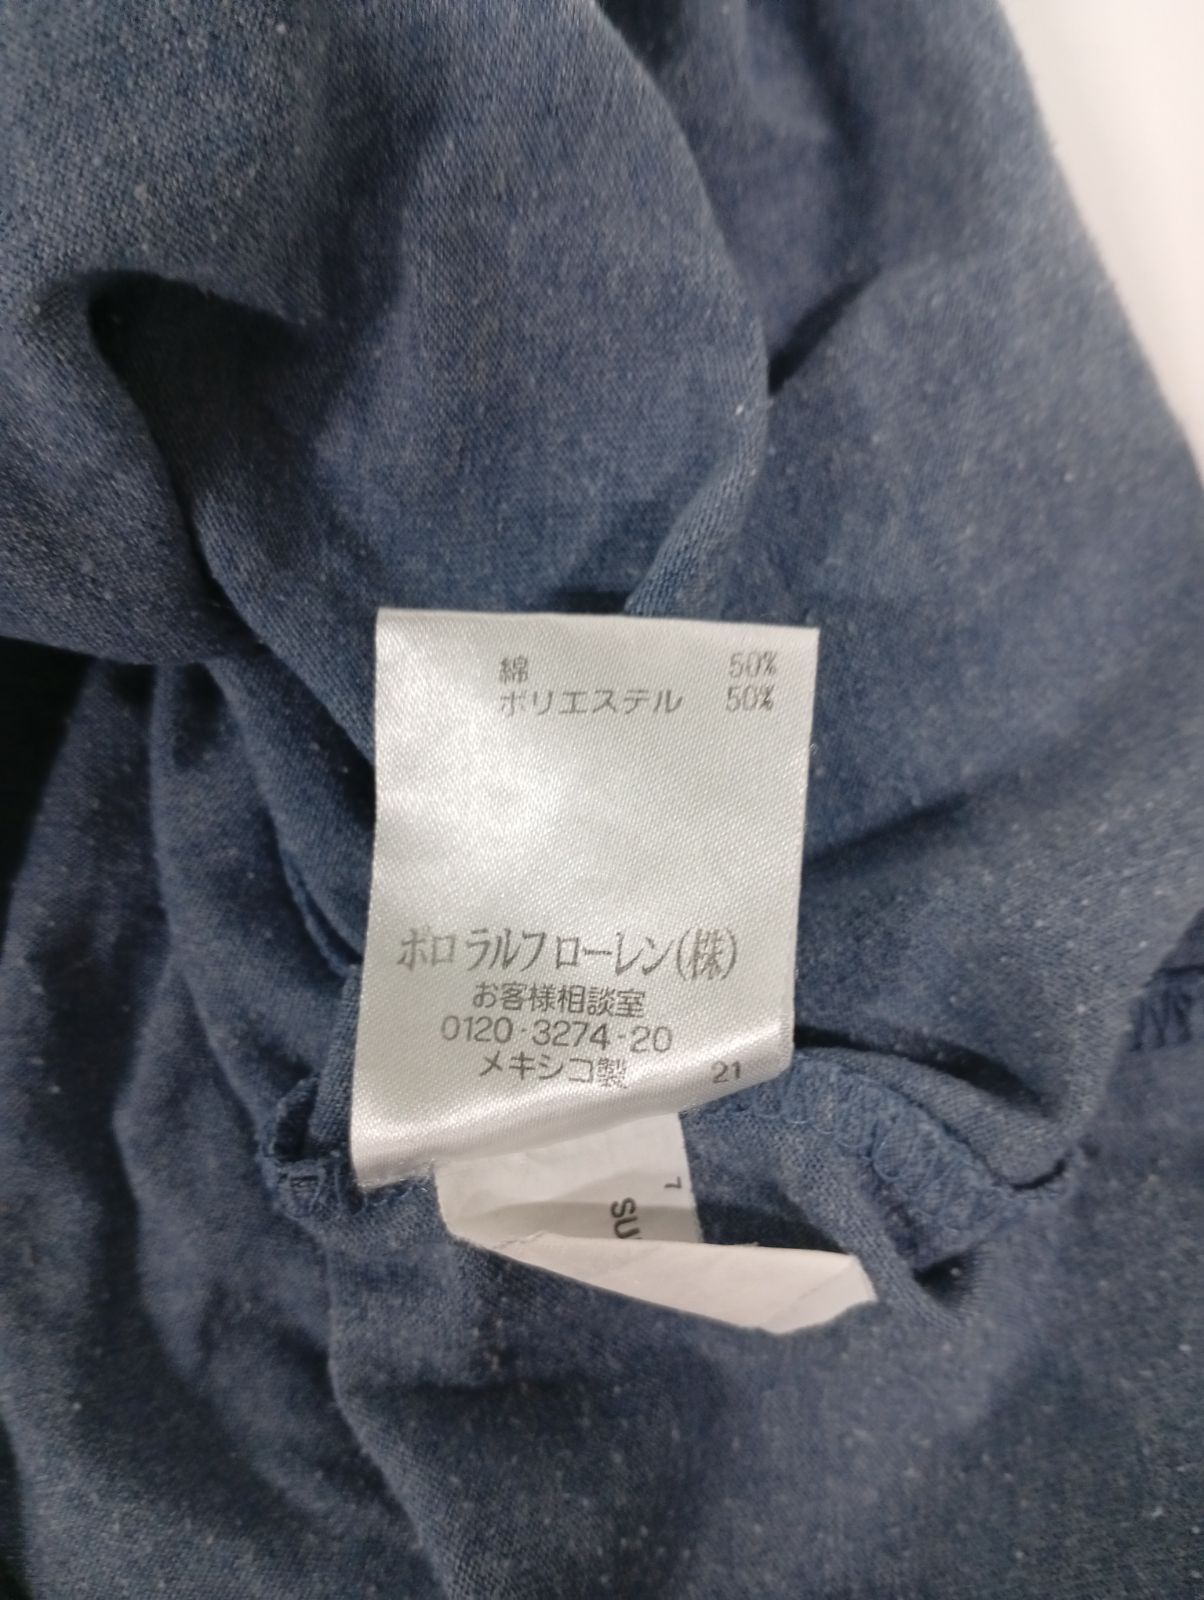 綿 50%
ポリエステル 50%
ポロ ラルフ ローレン(株)
お客様相談室
0120-3274-20
メキシコ製 21
SU